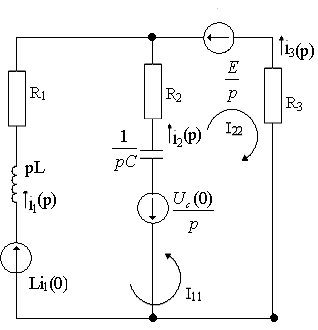 i₃(p)
E
p
R₁
R₂
R₃
1
pC
i₂(p)
I₂₂
pL
i₁(p)
Uc(0)
p
Li₁(0)
I₁₁